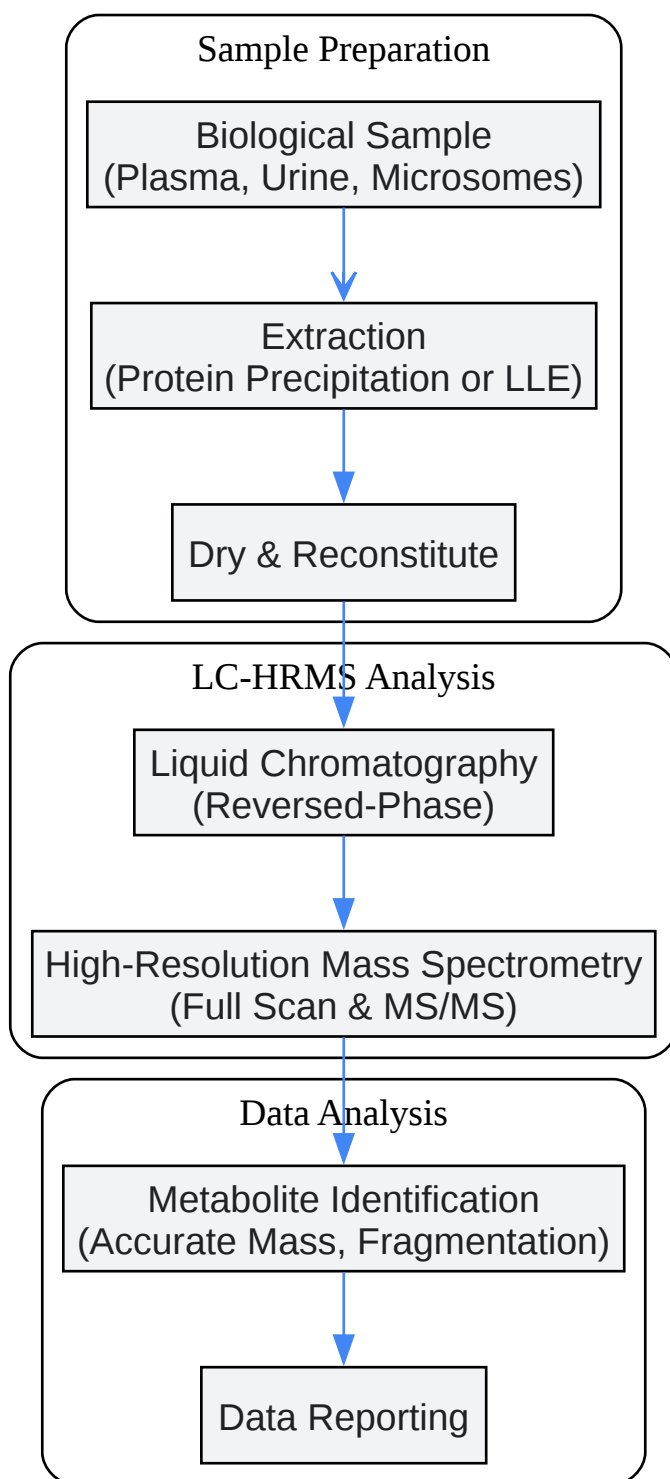 Sample Preparation
Biological Sample
(Plasma, Urine, Microsomes)
Extraction
(Protein Precipitation or LLE)
Dry & Reconstitute
LC-HRMS Analysis
Liquid Chromatography
(Reversed-Phase)
High-Resolution Mass Spectrometry
(Full Scan & MS/MS)
Data Analysis
Metabolite Identification
(Accurate Mass, Fragmentation)
Data Reporting